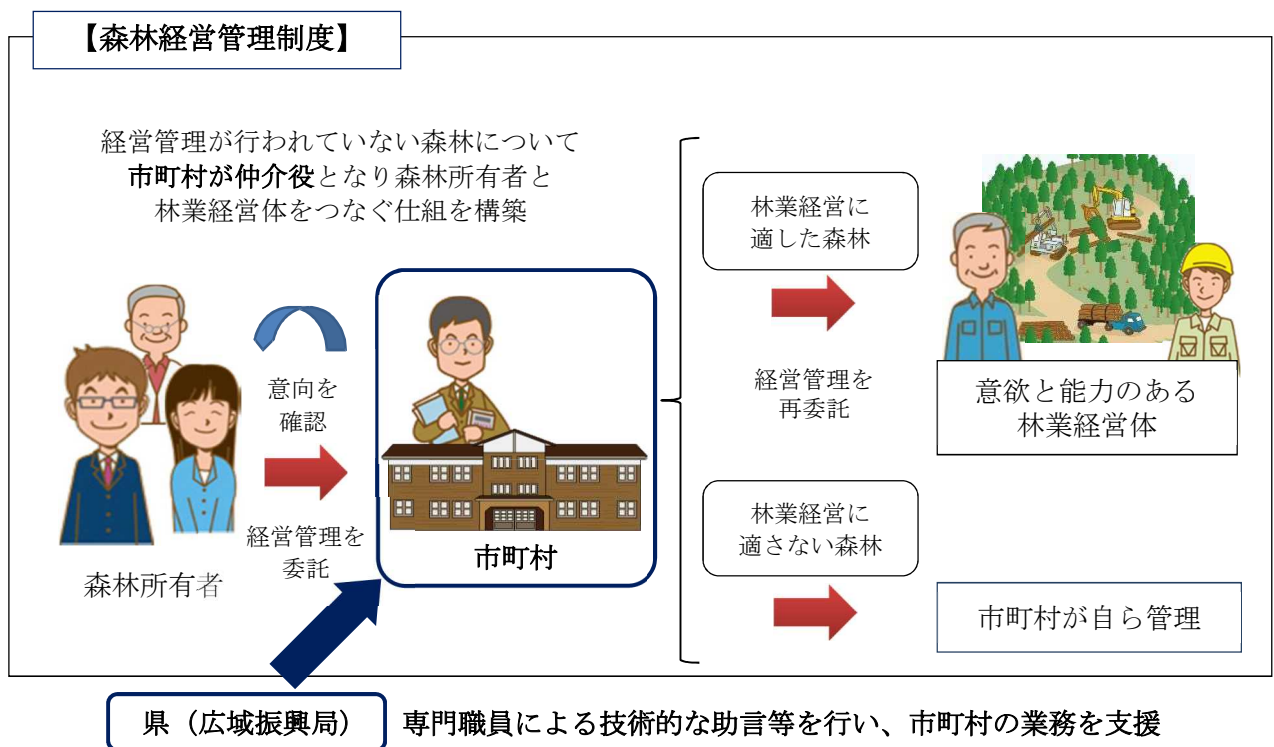 【森林経営管理制度】
経営管理が行われていない森林について
市町村が仲介役となり森林所有者と
林業経営体をつなぐ仕組を構築
意向を
確認
経営管理を
委託
森林所有者
市町村
林業経営に
適した森林
経営管理を
再委託
意欲と能力のある
林業経営体
林業経営に
適さない森林
市町村が自ら管理
県（広域振興局）
専門職員による技術的な助言等を行い、市町村の業務を支援